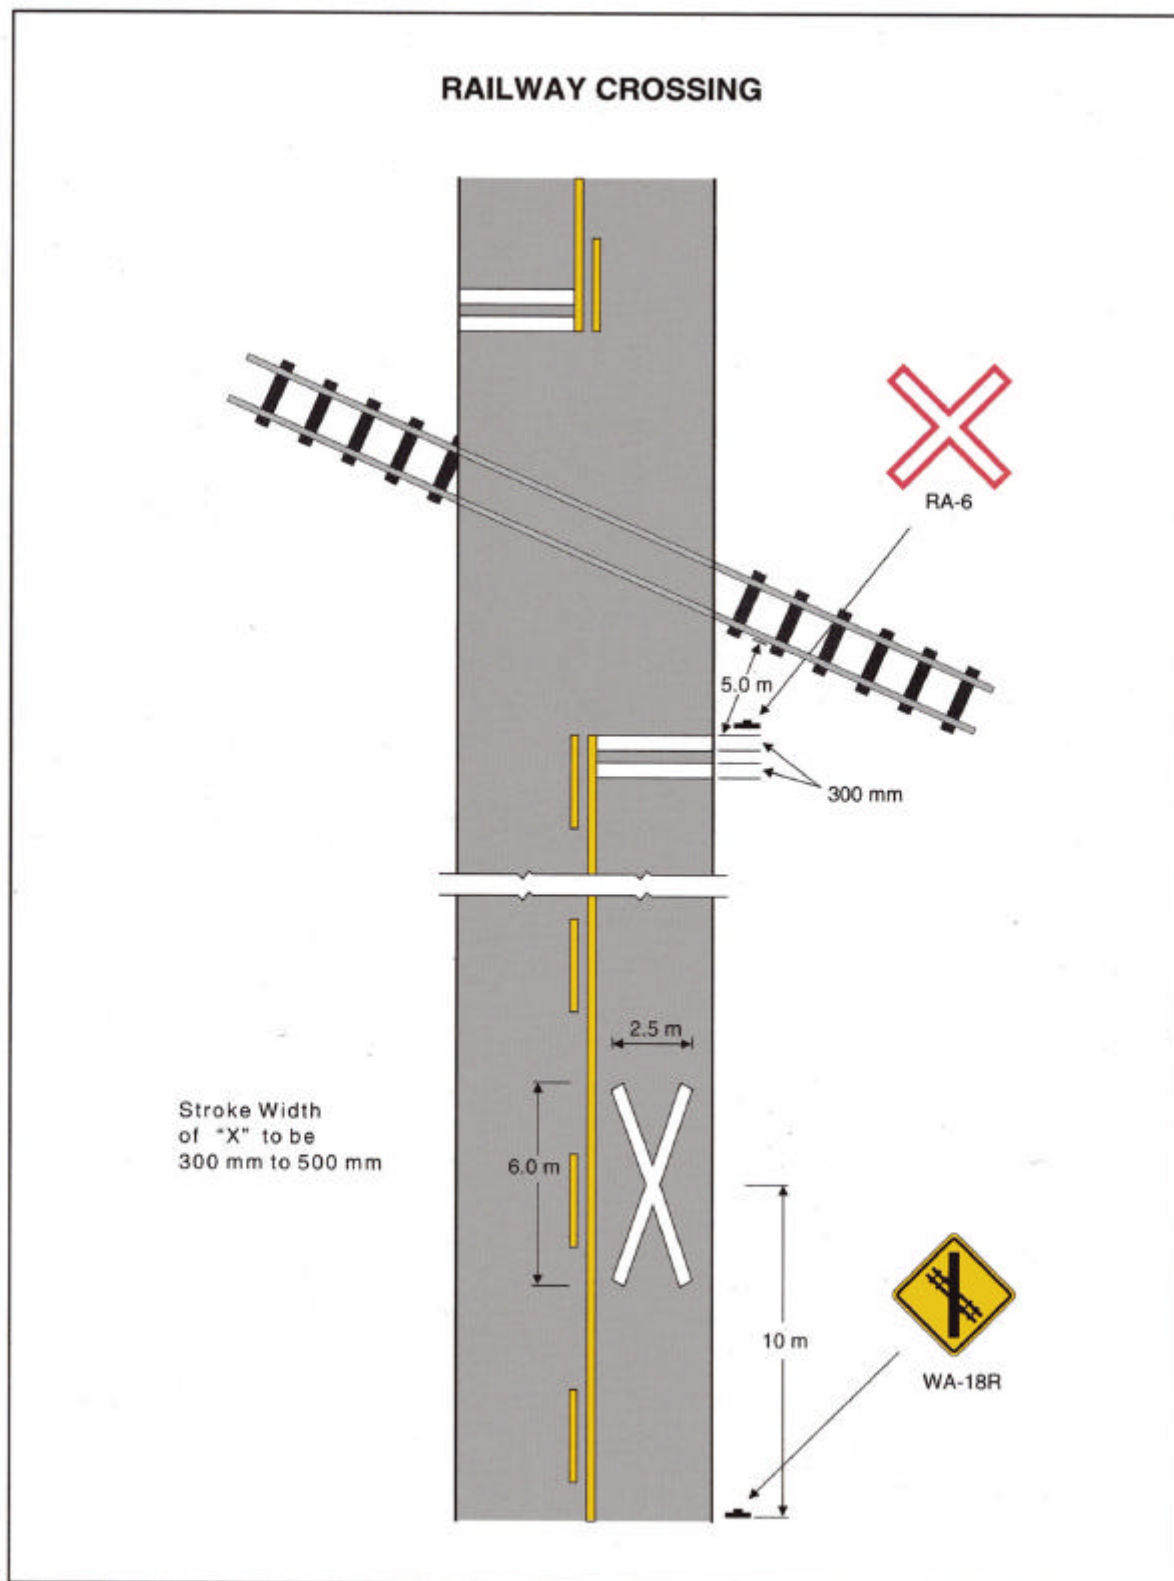 RAILWAY CROSSING
RA-6
5.0 m
300 mm
2.5 m
Stroke Width
of "X" to be
300 mm to 500 mm
6.0 m
10 m
WA-18R